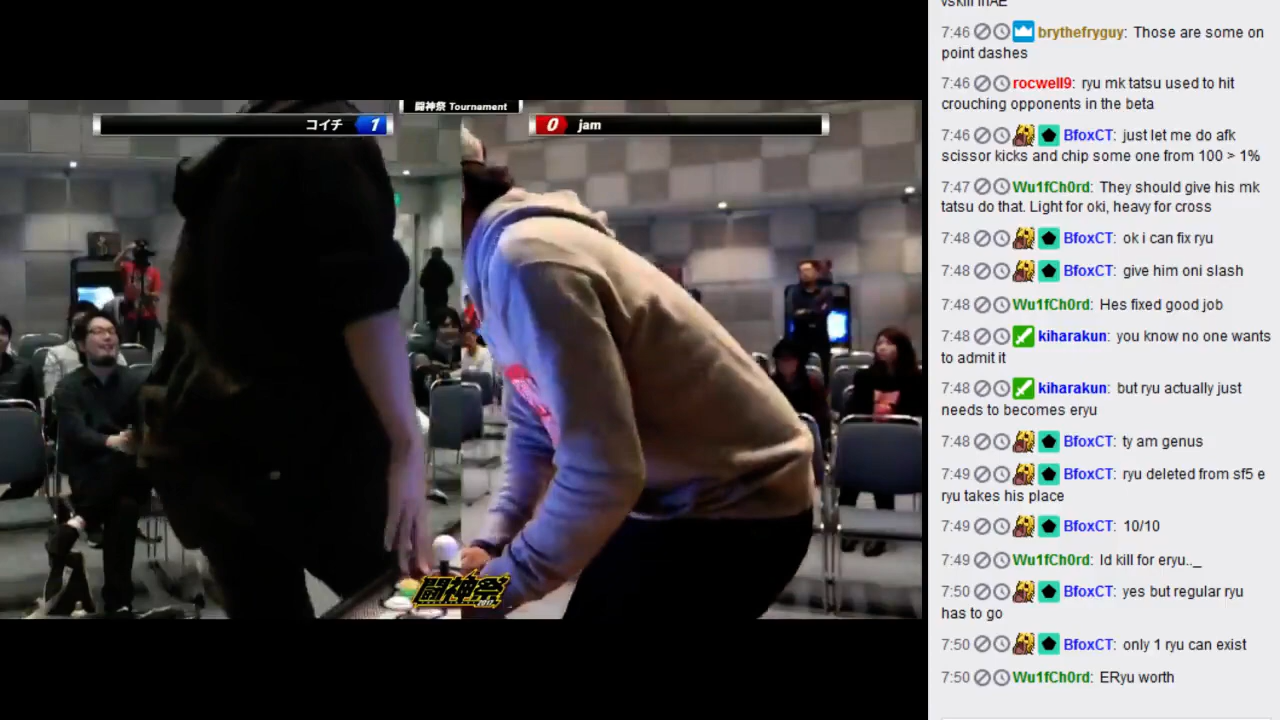 闘神祭 Tournament
コイチ 1
0 jam
闘神祭
2017
7:46 brythefryguy: Those are some on
point dashes
7:46 rocwell9: ryu mk tatsu used to hit
crouching opponents in the beta
7:46 BfoxCT: just let me do afk
scissor kicks and chip some one from 100 > 1%
7:47 Wu1fCh0rd: They should give his mk
tatsu do that. Light for oki, heavy for cross
7:48 BfoxCT: ok i can fix ryu
7:48 BfoxCT: give him oni slash
7:48 Wu1fCh0rd: Hes fixed good job
7:48 kiharakun: you know no one wants
to admit it
7:48 kiharakun: but ryu actually just
needs to becomes eryu
7:48 BfoxCT: ty am genus
7:49 BfoxCT: ryu deleted from sf5 e
ryu takes his place
7:49 BfoxCT: 10/10
7:49 Wu1fCh0rd: Id kill for eryu.._
7:50 BfoxCT: yes but regular ryu
has to go
7:50 BfoxCT: only 1 ryu can exist
7:50 Wu1fCh0rd: ERyu worth